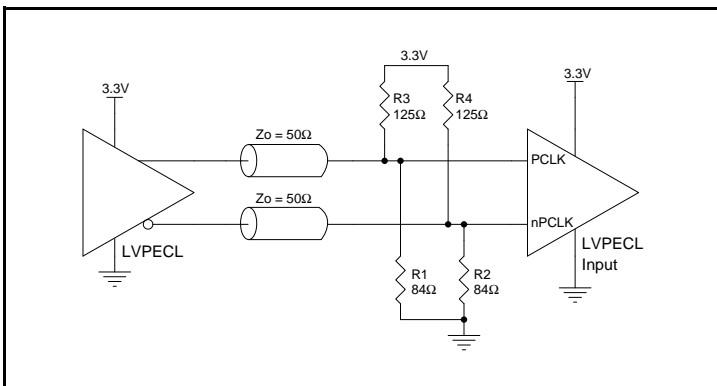 3.3V
3.3V
3.3V
R3
125Ω
R4
125Ω
Zo = 50Ω
PCLK
Zo = 50Ω
nPCLK
LVPECL
LVPECL
Input
R1
84Ω
R2
84Ω